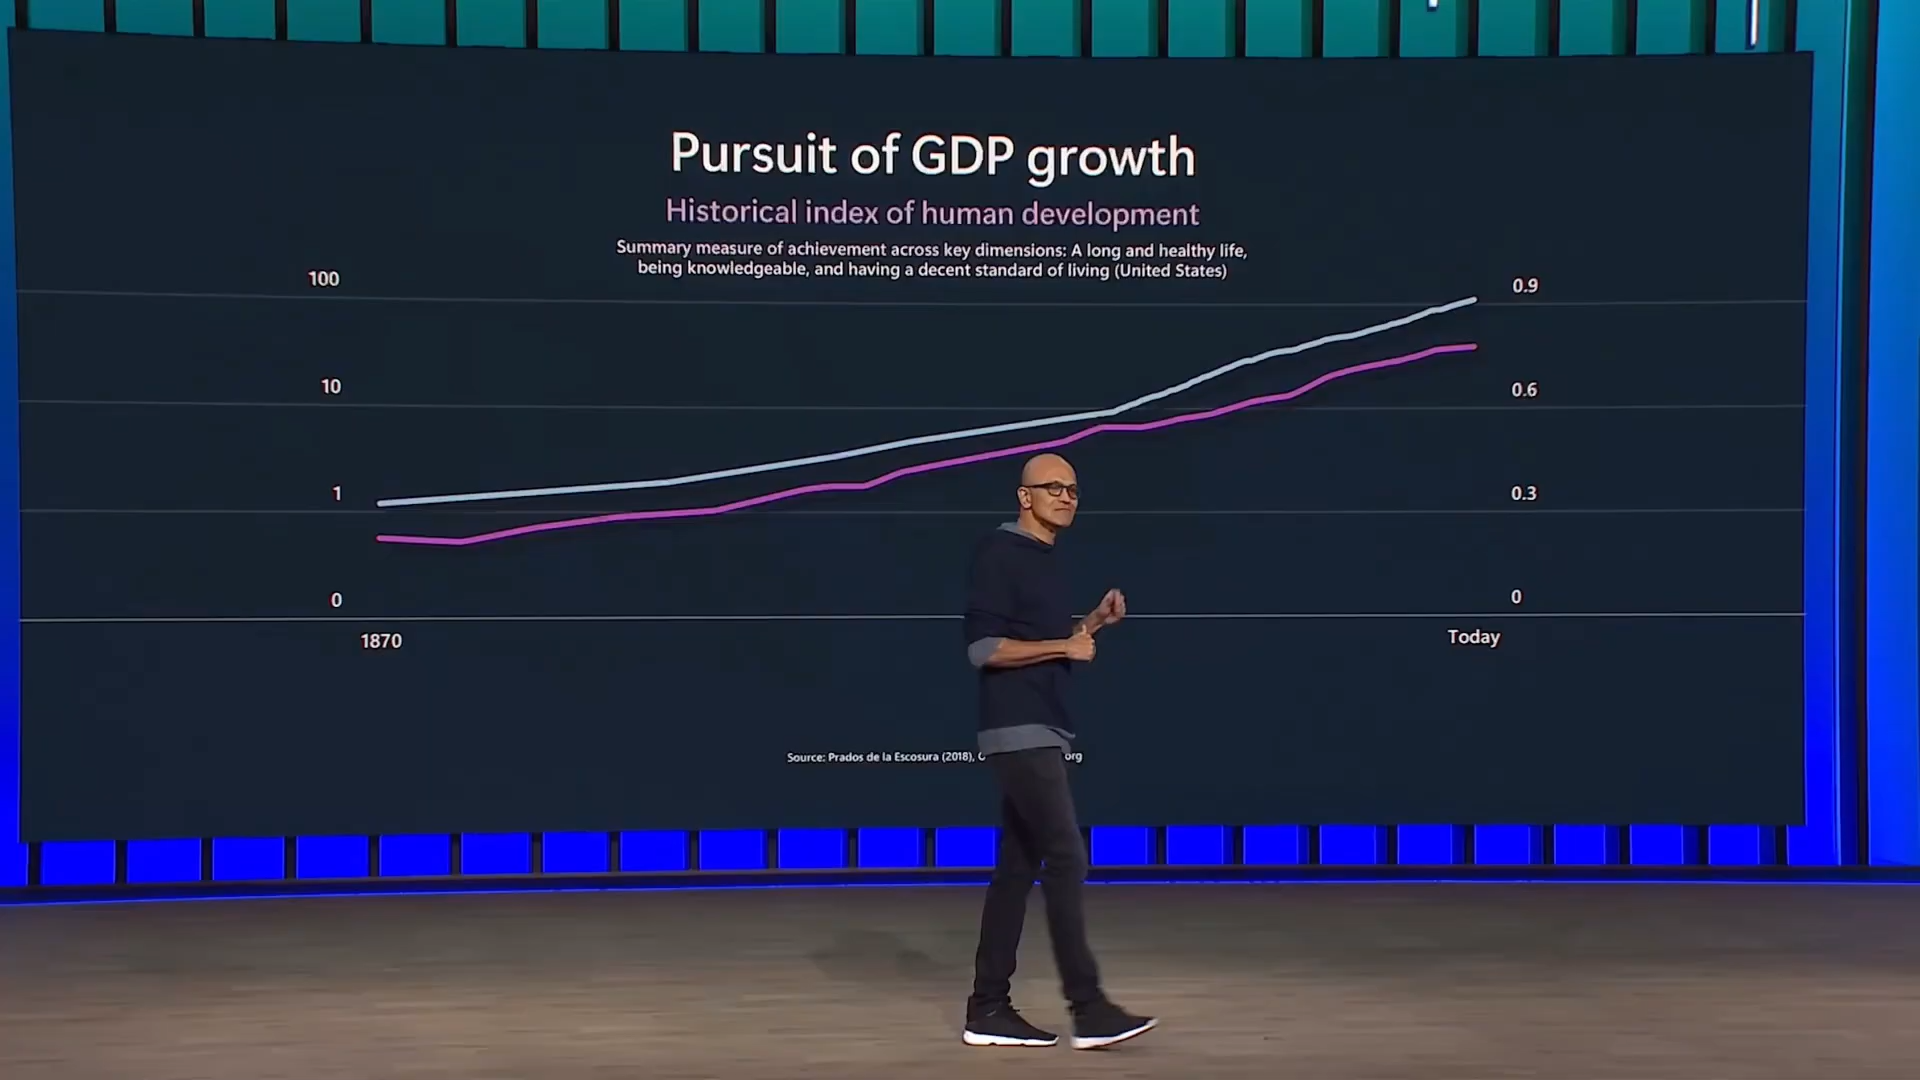 Pursuit of GDP growth
Historical index of human development
Summary measure of achievement across key dimensions: A long and healthy life,
being knowledgeable, and having a decent standard of living (United States)
100
0.9
10
0.6
1
0.3
0
0
1870
Today
Source: Prados de la Escosura (2018),
org